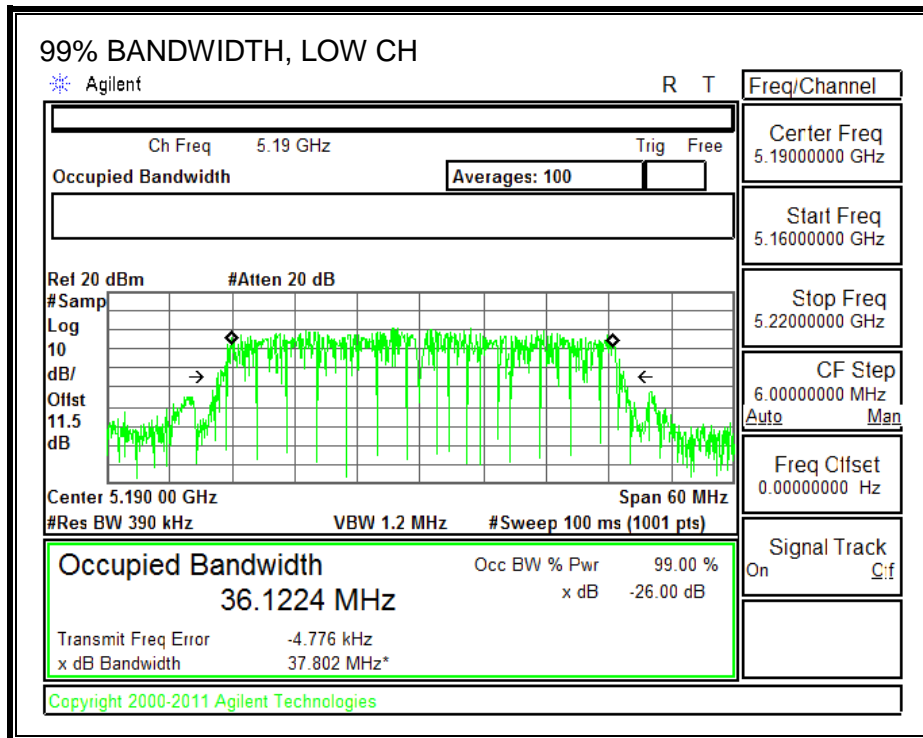 99% BANDWIDTH, LOW CH
Agilent R T
Freq/Channel
Ch Freq 5.19 GHz Trig Free
Occupied Bandwidth Averages: 100
Center Freq
5.19000000 GHz
Start Freq
5.16000000 GHz
Stop Freq
5.22000000 GHz
CF Step
6.00000000 MHz
Auto Man
Freq Offset
0.00000000 Hz
Signal Track
On Off
Ref 20 dBm #Atten 20 dB
#Samp
Log
10
dB/
Offst
11.5
dB
Center 5.190 00 GHz Span 60 MHz
#Res BW 390 kHz VBW 1.2 MHz #Sweep 100 ms (1001 pts)
Occupied Bandwidth
36.1224 MHz
Occ BW % Pwr 99.00 %
x dB -26.00 dB
Transmit Freq Error -4.776 kHz
x dB Bandwidth 37.802 MHz*
Copyright 2000-2011 Agilent Technologies